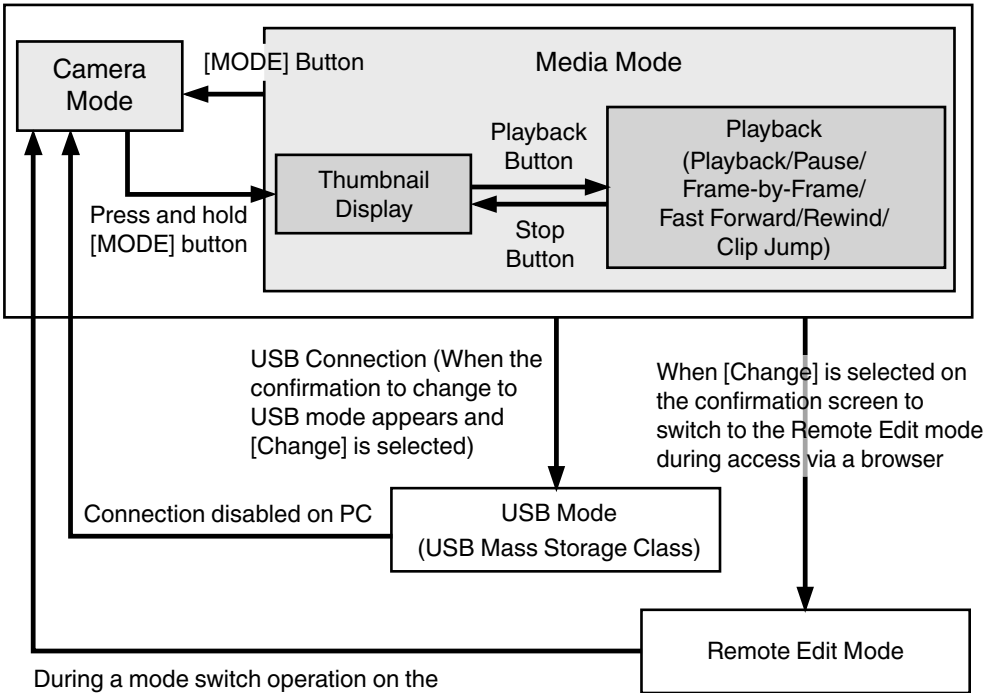 Camera
Mode
[MODE] Button
Media Mode
Press and hold
[MODE] button
Thumbnail
Display
Playback
Button
Stop
Button
Playback
(Playback/Pause/
Frame-by-Frame/
Fast Forward/Rewind/
Clip Jump)
USB Connection (When the
confirmation to change to
USB mode appears and
[Change] is selected)
When [Change] is selected on
the confirmation screen to
switch to the Remote Edit mode
during access via a browser
Connection disabled on PC
USB Mode
(USB Mass Storage Class)
Remote Edit Mode
During a mode switch operation on the